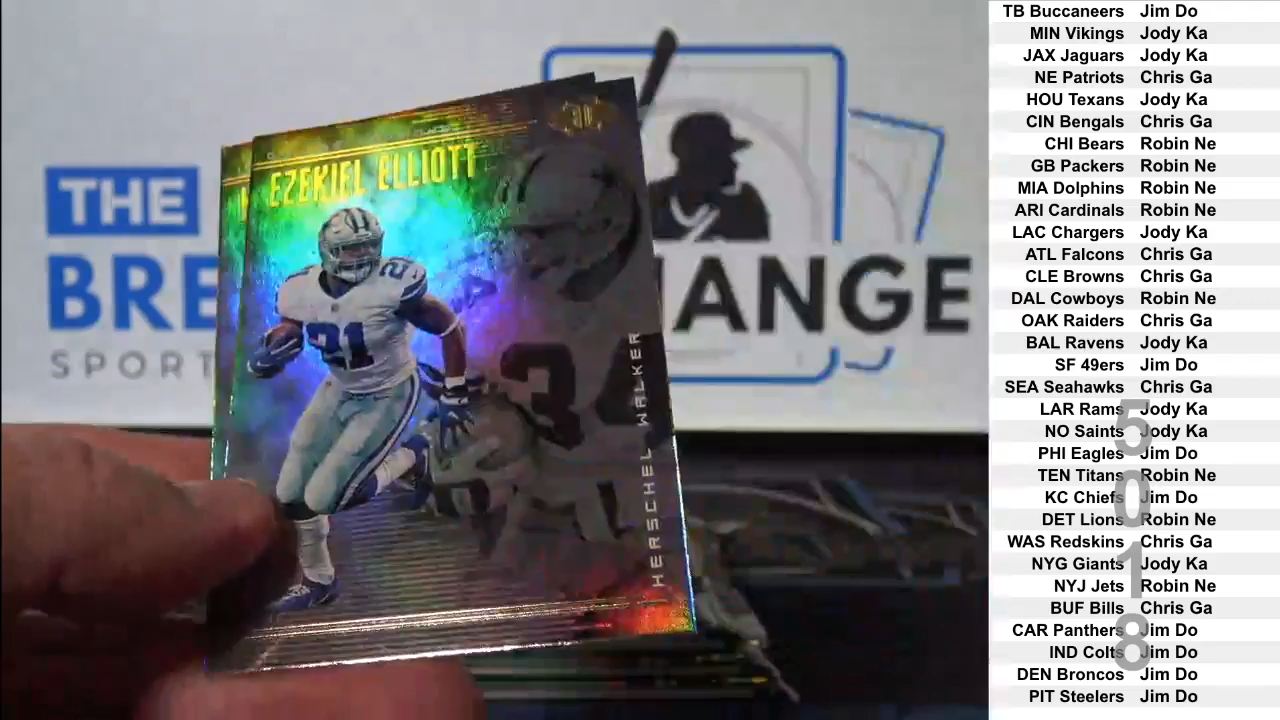 THE
BRE
SPORT
HANGE
EZEKIEL ELLIOTT
21
21
34
HERSCHEL WALKER
TB Buccaneers Jim Do
MIN Vikings Jody Ka
JAX Jaguars Jody Ka
NE Patriots Chris Ga
HOU Texans Jody Ka
CIN Bengals Chris Ga
CHI Bears Robin Ne
GB Packers Robin Ne
MIA Dolphins Robin Ne
ARI Cardinals Robin Ne
LAC Chargers Jody Ka
ATL Falcons Chris Ga
CLE Browns Chris Ga
DAL Cowboys Robin Ne
OAK Raiders Chris Ga
BAL Ravens Jody Ka
SF 49ers Jim Do
SEA Seahawks Chris Ga
LAR Rams Jody Ka
NO Saints Jody Ka
PHI Eagles Jim Do
TEN Titans Robin Ne
KC Chiefs Jim Do
DET Lions Robin Ne
WAS Redskins Chris Ga
NYG Giants Jody Ka
NYJ Jets Robin Ne
BUF Bills Chris Ga
CAR Panthers Jim Do
IND Colts Jim Do
DEN Broncos Jim Do
PIT Steelers Jim Do
5018